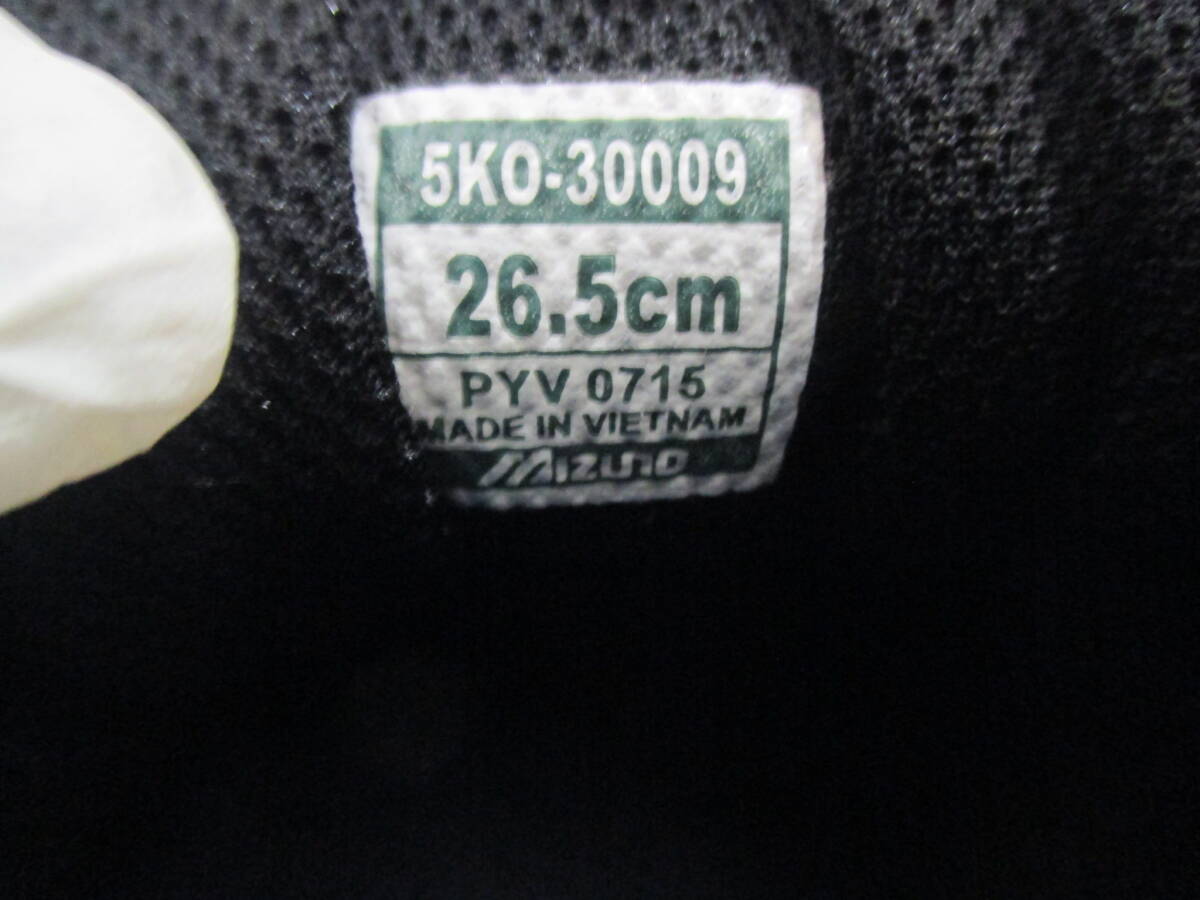 5KO-30009
26.5cm
PYV 0715
MADE IN VIETNAM
MIZUNO